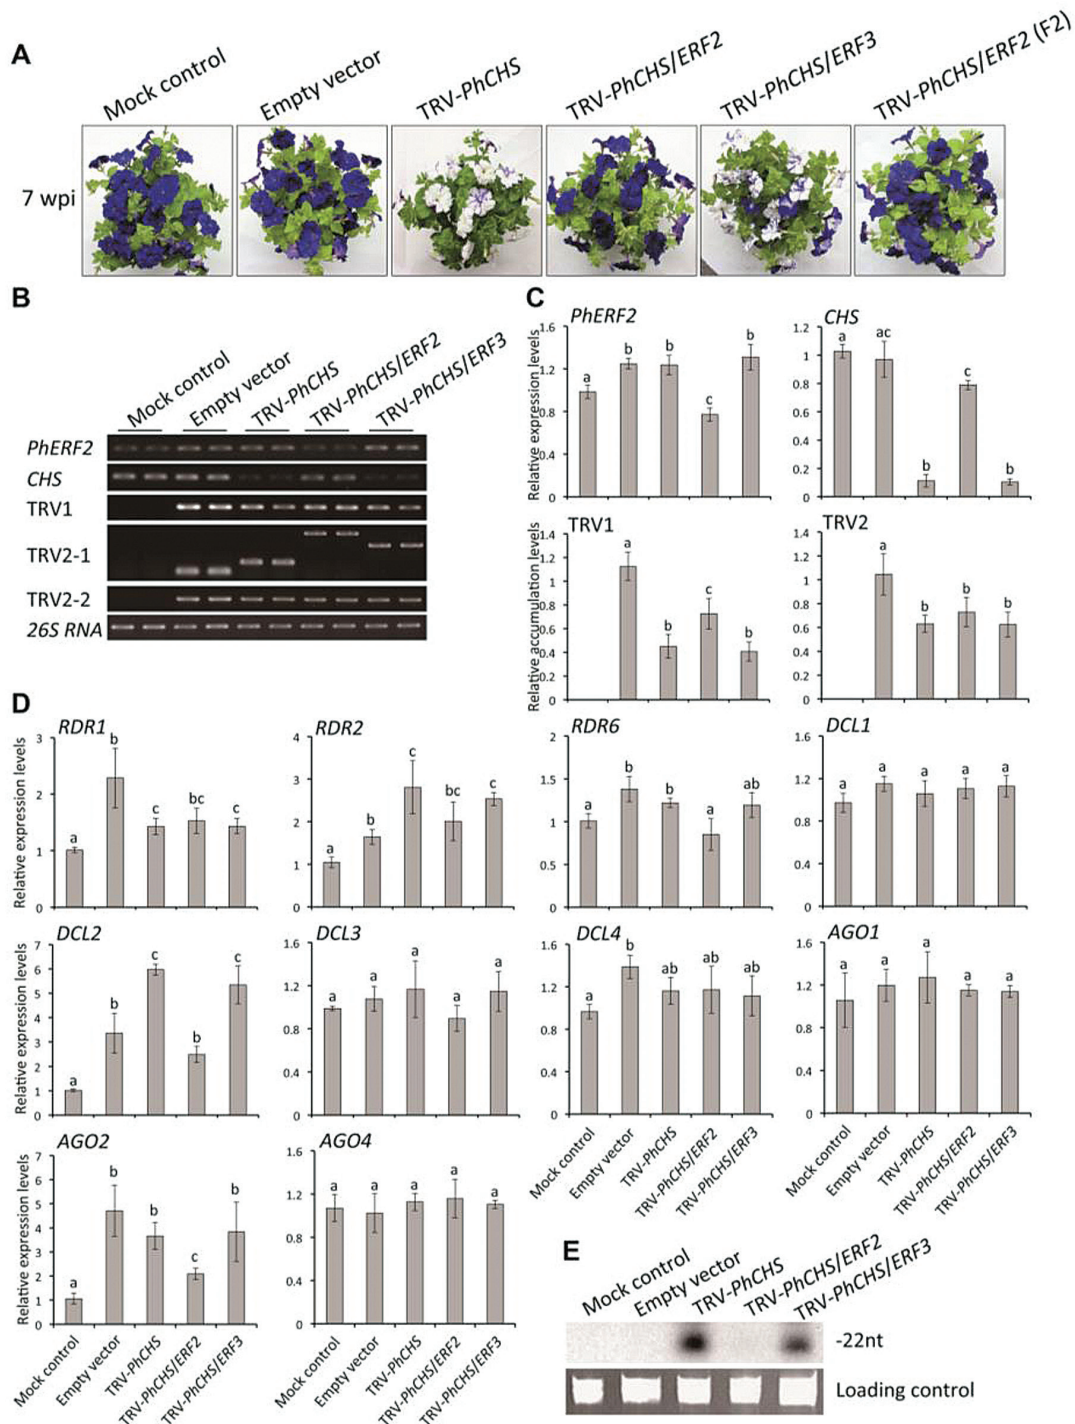 A
Mock control
Empty vector
TRV-PhCHS
TRV-PhCHS/ERF2
TRV-PhCHS/ERF3
TRV-PhCHS/ERF2 (F2)
7 wpi
B
Mock control
Empty vector
TRV-PhCHS
TRV-PhCHS/ERF2
TRV-PhCHS/ERF3
PhERF2
CHS
TRV1
TRV2-1
TRV2-2
26S RNA
C
PhERF2
Relative expression levels
1.6
1.2
0.8
0.4
0
a
b
b
c
b
CHS
1.2
1
0.8
0.6
0.4
0.2
0
a
ac
b
c
b
TRV1
Relative accumulation levels
1.4
1.2
1
0.8
0.6
0.4
0.2
0
a
b
c
b
TRV2
1.4
1.2
1
0.8
0.6
0.4
0.2
0
a
b
b
b
D
RDR1
Relative expression levels
3
2
1
0
a
b
c
bc
c
RDR2
4
3
2
1
0
a
b
c
bc
c
RDR6
2
1.5
1
0.5
0
a
b
b
a
ab
DCL1
1.6
1.2
0.8
0.4
0
a
a
a
a
a
DCL2
Relative expression levels
7
6
5
4
3
2
1
0
a
b
c
b
c
DCL3
1.6
1.2
0.8
0.4
0
a
a
a
a
a
DCL4
1.6
1.2
0.8
0.4
0
a
b
ab
ab
ab
Mock control
Empty vector
TRV-PhCHS
TRV-PhCHS/ERF2
TRV-PhCHS/ERF3
AGO1
1.6
1.2
0.8
0.4
0
a
a
a
a
a
Mock control
Empty vector
TRV-PhCHS
TRV-PhCHS/ERF2
TRV-PhCHS/ERF3
AGO2
Relative expression levels
7
6
5
4
3
2
1
0
a
b
b
c
b
Mock control
Empty vector
TRV-PhCHS
TRV-PhCHS/ERF2
TRV-PhCHS/ERF3
AGO4
1.6
1.2
0.8
0.4
0
a
a
a
a
a
Mock control
Empty vector
TRV-PhCHS
TRV-PhCHS/ERF2
TRV-PhCHS/ERF3
E
Mock control
Empty vector
TRV-PhCHS
TRV-PhCHS/ERF2
TRV-PhCHS/ERF3
-22nt
Loading control